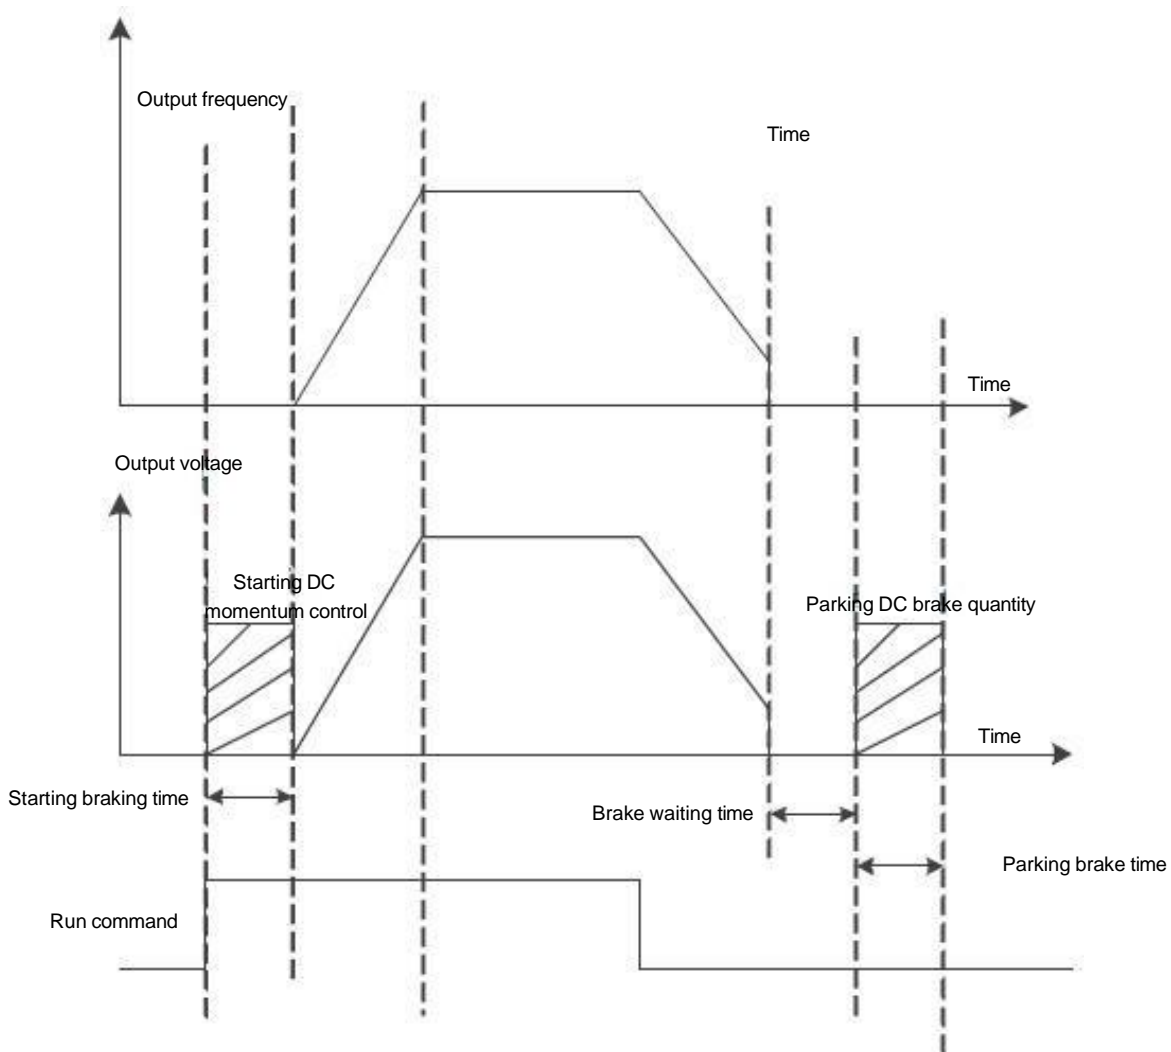 Output frequency
Time
Time
Output voltage
Starting DC
momentum control
Parking DC brake quantity
Time
Starting braking time
Brake waiting time
Parking brake time
Run command